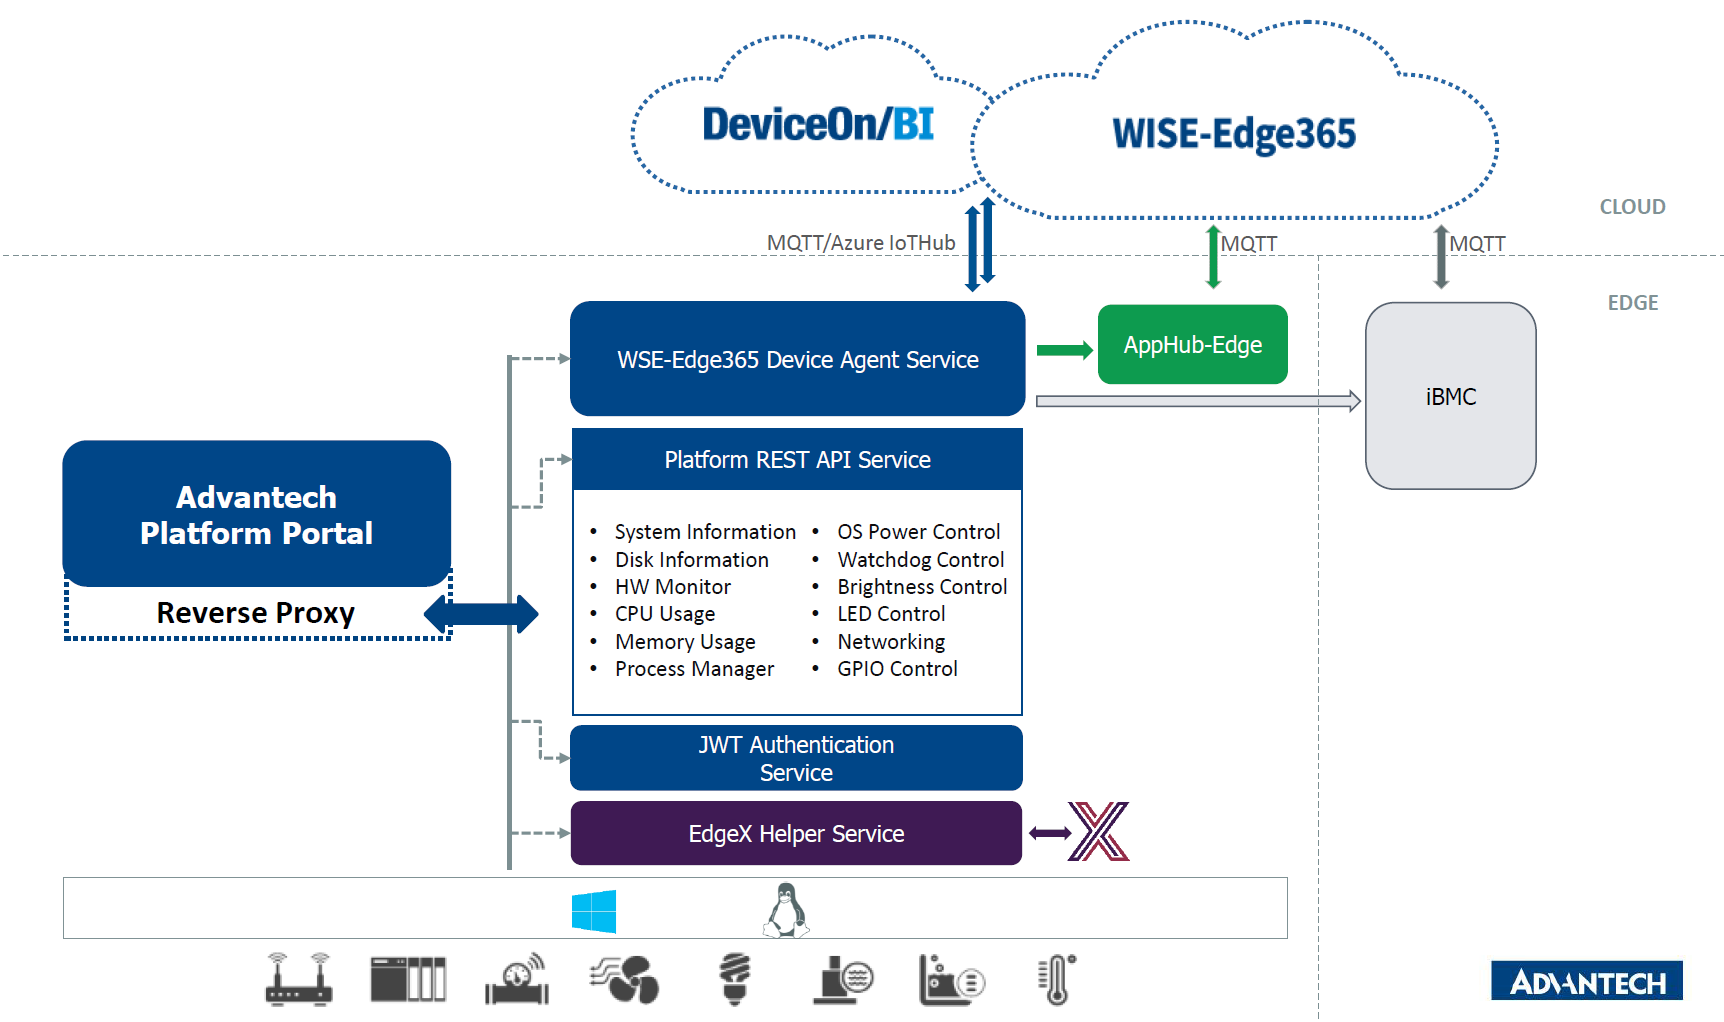 DeviceOn/BI
WISE-Edge365
CLOUD
MQTT/Azure IoTHub
MQTT
MQTT
EDGE
WSE-Edge365 Device Agent Service
AppHub-Edge
iBMC
Platform REST API Service
Advantech
Platform Portal
Reverse Proxy
• System Information
• Disk Information
• HW Monitor
• CPU Usage
• Memory Usage
• Process Manager
• OS Power Control
• Watchdog Control
• Brightness Control
• LED Control
• Networking
• GPIO Control
JWT Authentication
Service
EdgeX Helper Service
ADVANTECH